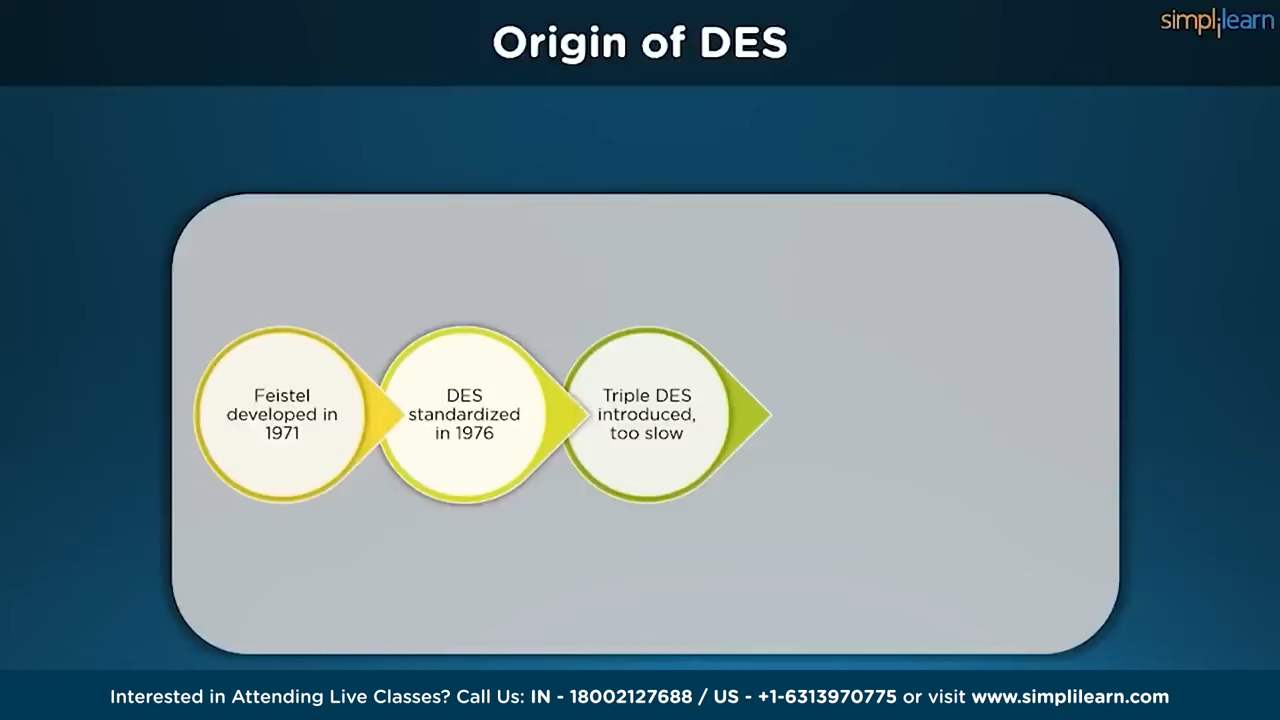 Origin of DES
simplilearn
Feistel
developed in
1971
DES
standardized
in 1976
Triple DES
introduced,
too slow
Interested in Attending Live Classes? Call Us: IN - 18002127688 / US - +1-6313970775 or visit www.simplilearn.com